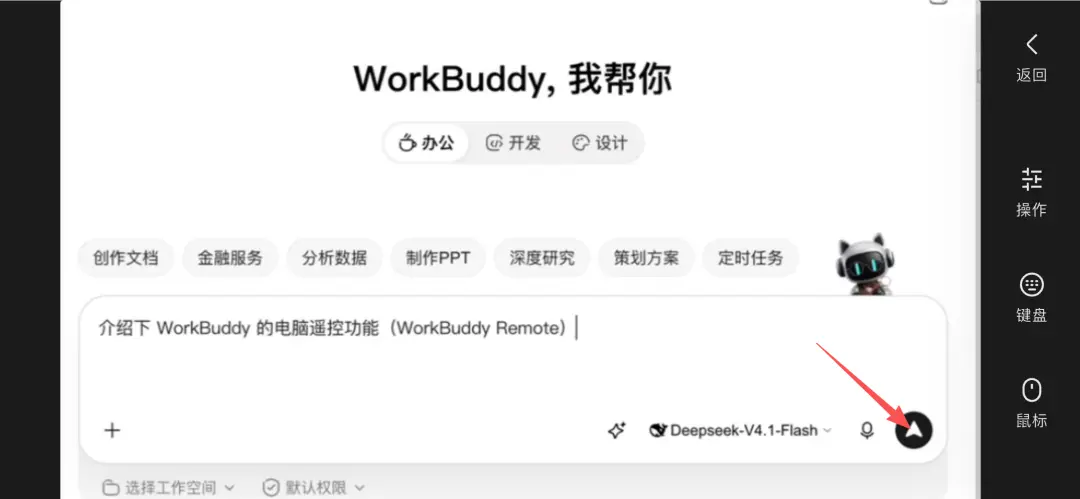 WorkBuddy, 我帮你
办公 开发 设计
创作文档 金融服务 分析数据 制作PPT 深度研究 策划方案 定时任务
介绍下 WorkBuddy 的电脑遥控功能（WorkBuddy Remote）
Deepseek-V4.1-Flash
选择工作空间 默认权限
返回
操作
键盘
鼠标